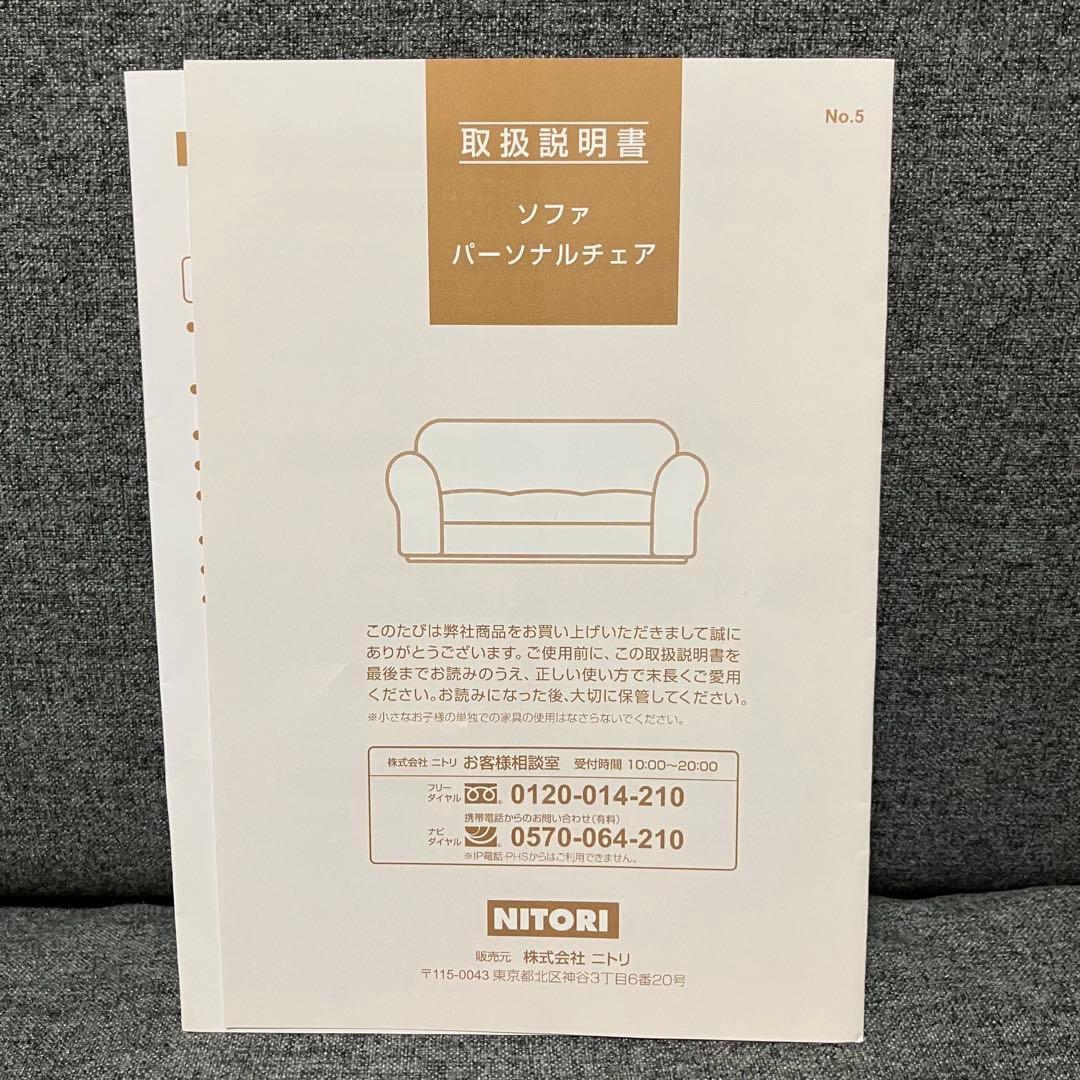 No.5
取扱説明書
ソファ
パーソナルチェア
このたびは弊社商品をお買い上げいただきまして誠に
ありがとうございます。ご使用前に、この取扱説明書を
最後までお読みのうえ、正しい使い方で末長くご愛用
ください。お読みになった後、大切に保管してください。
※小さなお子様の単独での家具の使用はなさらないでください。
株式会社 ニトリ お客様相談室 受付時間 10:00～20:00
フリーダイヤル 0120-014-210
携帯電話からのお問い合わせ(有料)
ナビダイヤル 0570-064-210
※IP電話・PHSからはご利用できません。
NITORI
販売元 株式会社 ニトリ
〒115-0043 東京都北区神谷3丁目6番20号